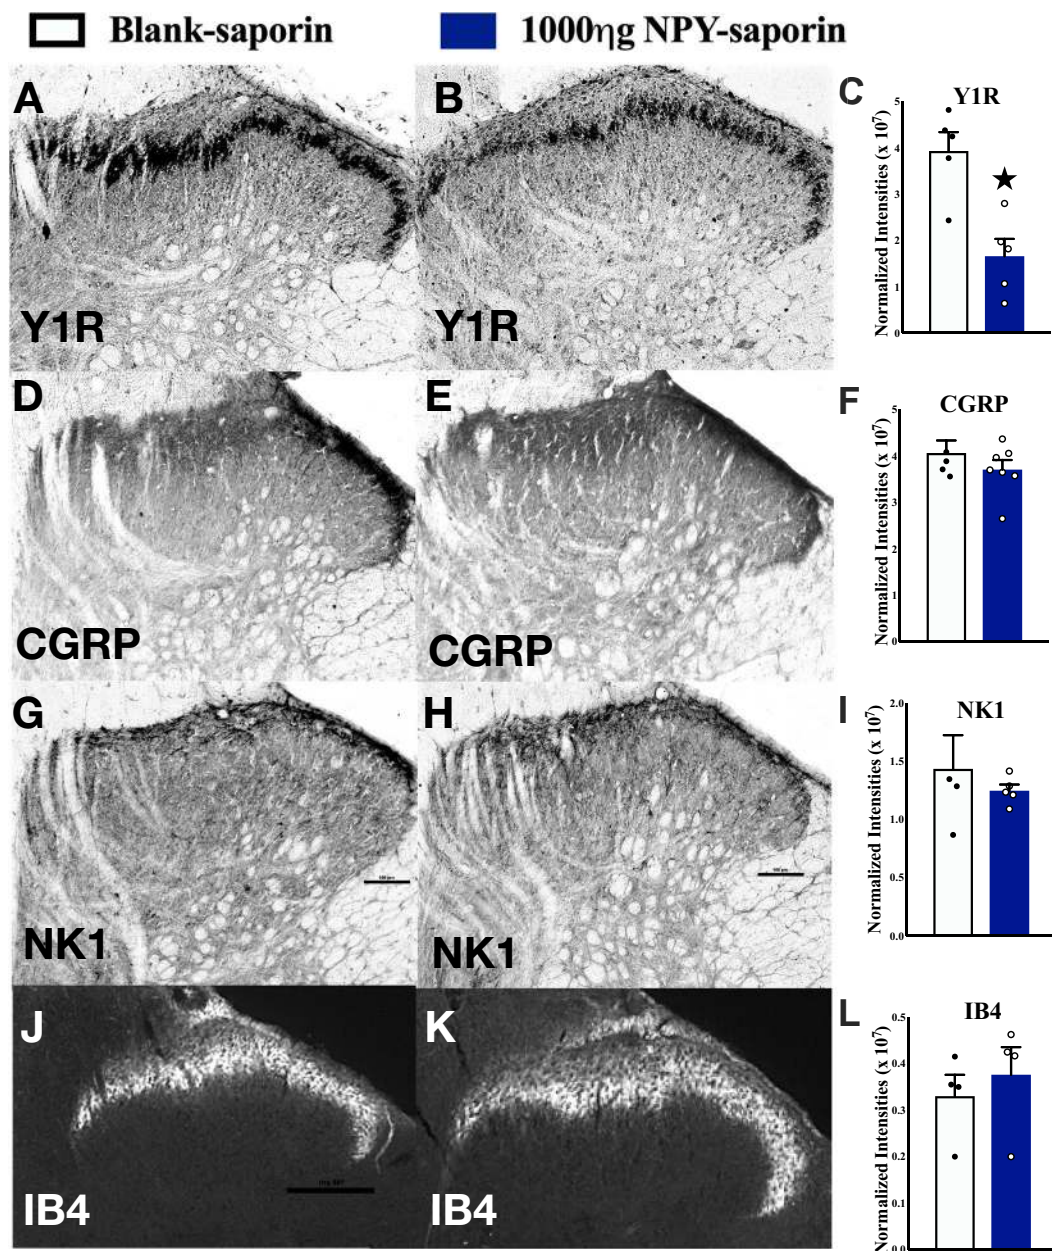 Blank-saporin
1000ηg NPY-saporin
A
Y1R
B
Y1R
C
Y1R
Normalized Intensities (x 10⁷)
5
4
3
2
1
0
D
CGRP
E
CGRP
F
CGRP
Normalized Intensities (x 10⁷)
5
4
3
2
1
0
G
NK1
H
NK1
I
NK1
Normalized Intensities (x 10⁷)
2.0
1.5
1.0
0.5
0.0
J
IB4
K
IB4
L
IB4
Normalized Intensities (x 10⁷)
0.5
0.4
0.3
0.2
0.1
0.0